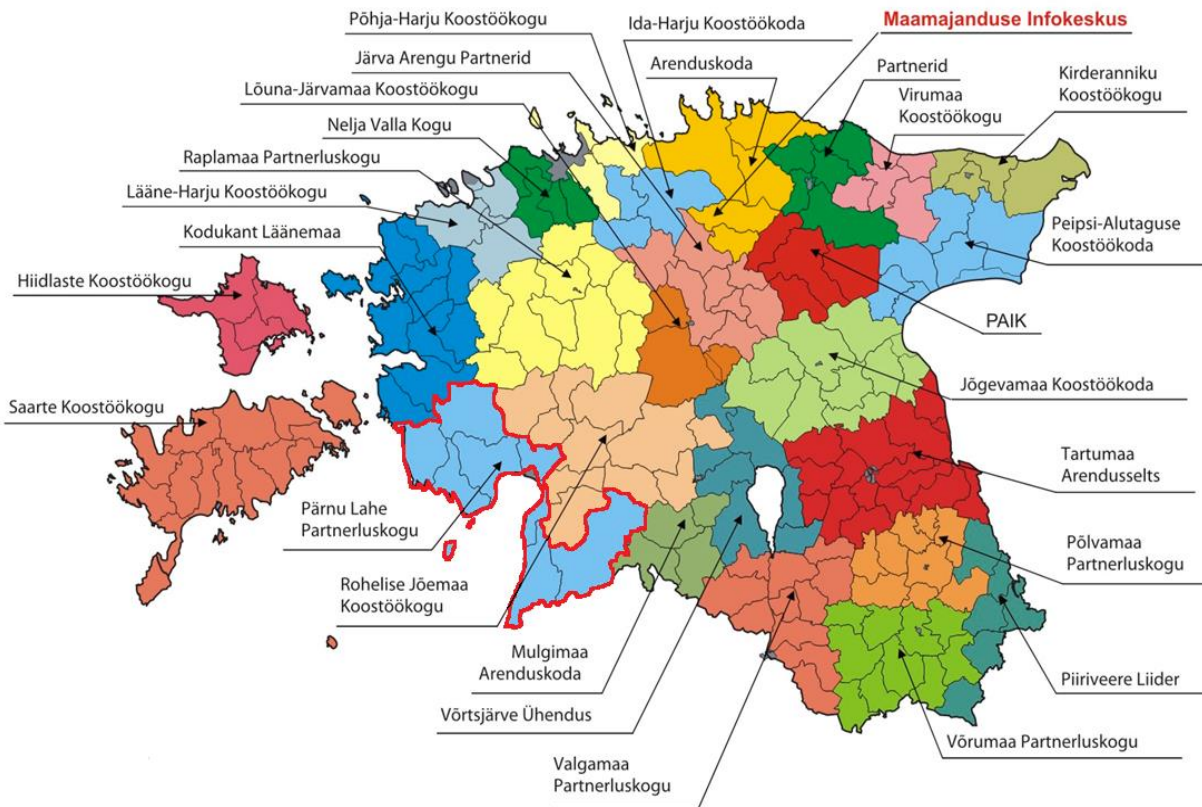 Põhja-Harju Koostöökogu
Ida-Harju Koostöökoda
Maamajanduse Infokeskus
Järva Arengu Partnerid
Arenduskoda
Partnerid
Kirderanniku
Koostöökogu
Lõuna-Järvamaa Koostöökogu
Virumaa
Koostöökogu
Nelja Valla Kogu
Raplamaa Partnerluskogu
Lääne-Harju Koostöökogu
Kodukant Läänemaa
Peipsi-Alutaguse
Koostöökoda
Hiidlaste Koostöökogu
PAIK
Jõgevamaa Koostöökoda
Saarte Koostöökogu
Tartumaa
Arendusselts
Pärnu Lahe
Partnerluskogu
Põlvamaa
Partnerluskogu
Rohelise Jõemaa
Koostöökogu
Mulgimaa
Arenduskoda
Piiriveere Liider
Võrtsjärve Ühendus
Võrumaa Partnerluskogu
Valgamaa
Partnerluskogu